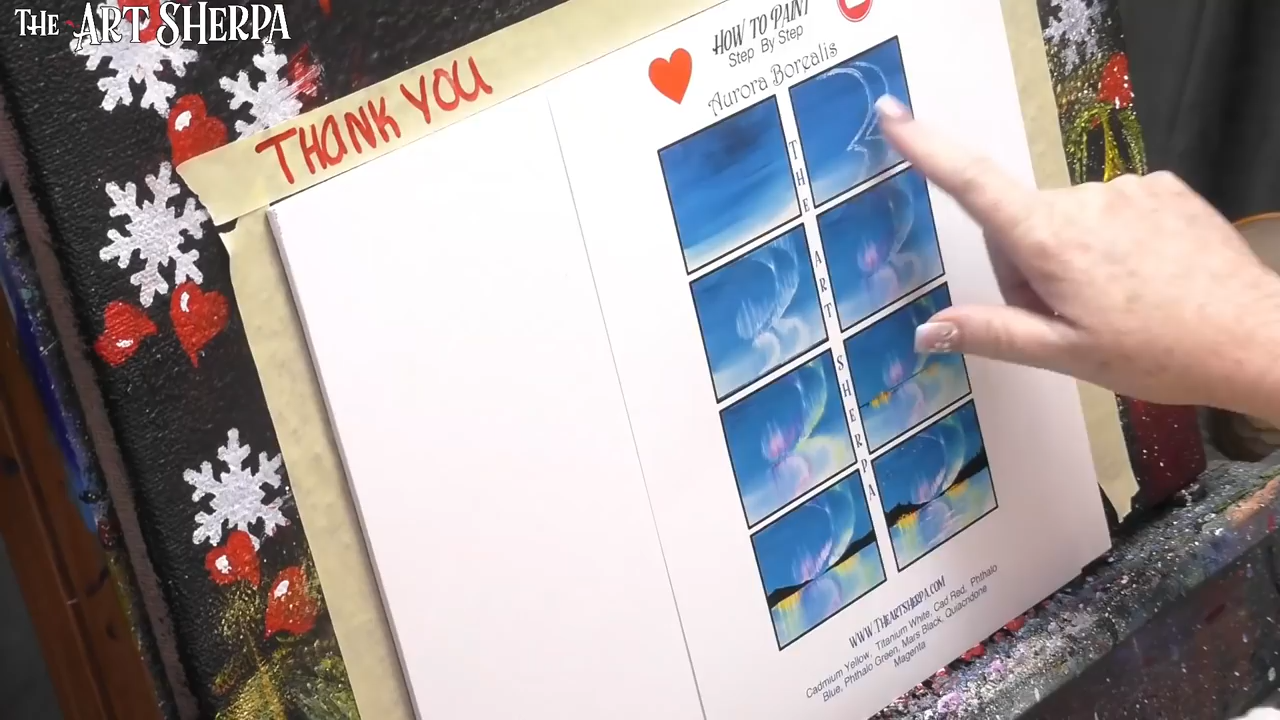 THE ART SHERPA
THANK YOU
HOW TO PAINT
Step By Step
Aurora Borealis
THE ART SHERPA
WWW.THEARTSHERPA.COM
Cadmium Yellow, Titanium White, Cad Red, Phthalo
Blue, Phthalo Green, Mars Black, Quiacridone
Magenta